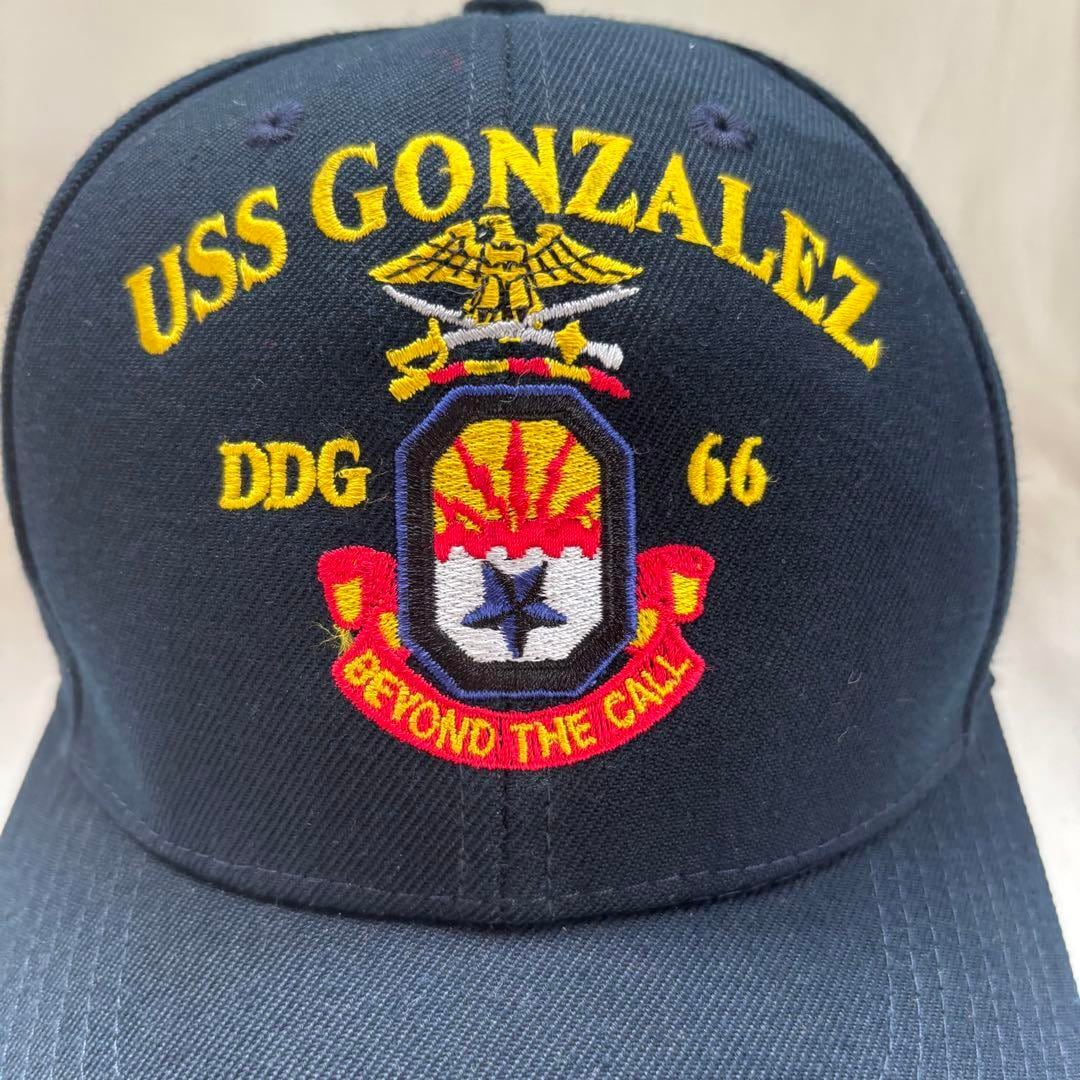 USS GONZALEZ
DDG 66
BEYOND THE CALL